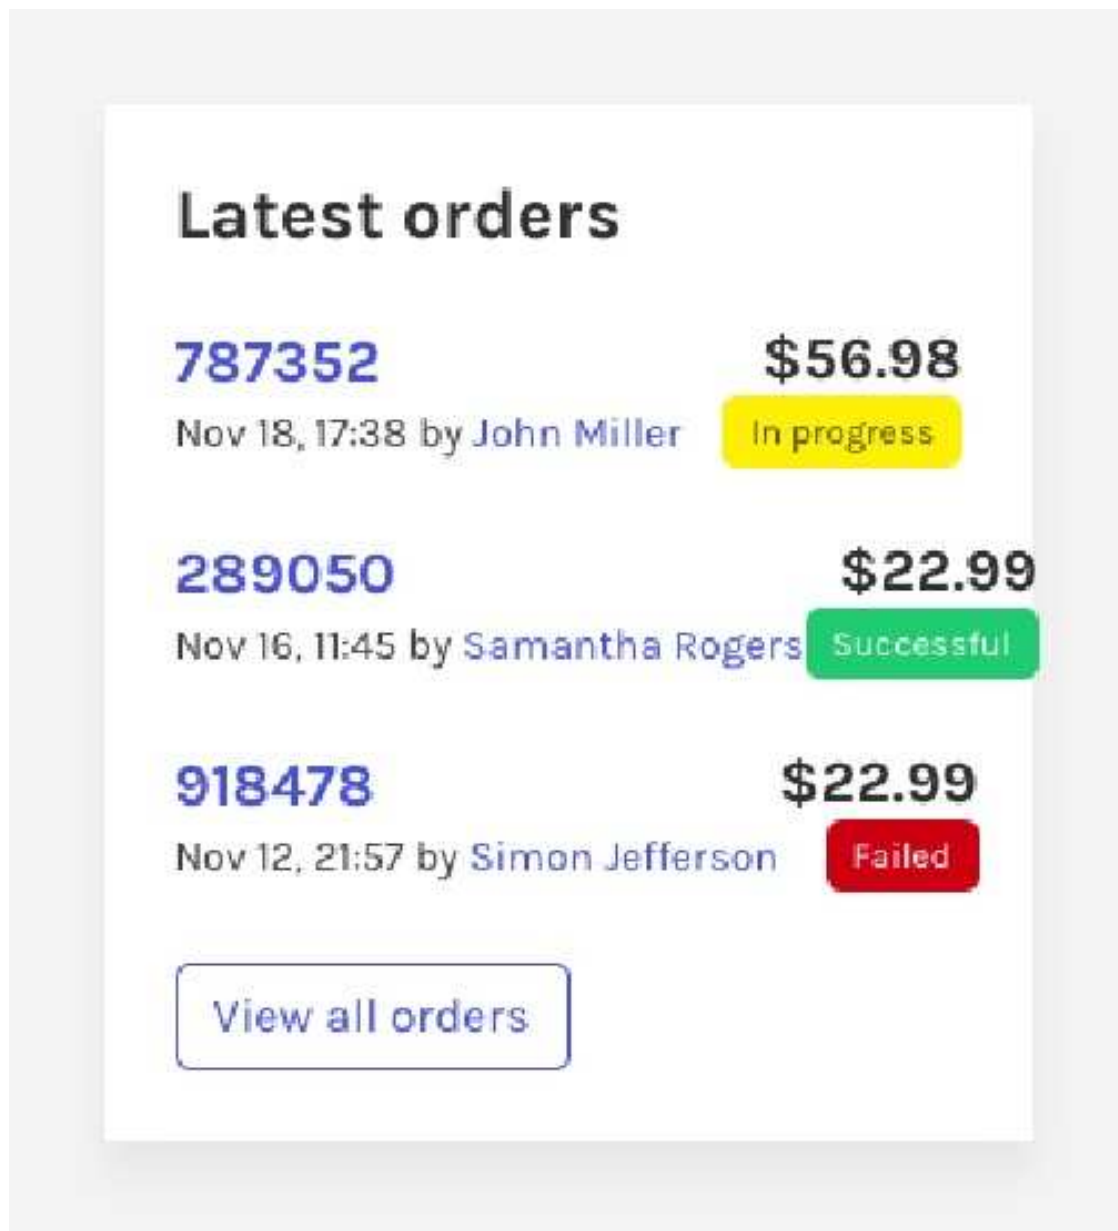 Latest orders
787352 $56.98
Nov 18, 17:38 by John Miller In progress
289050 $22.99
Nov 16, 11:45 by Samantha Rogers Successful
918478 $22.99
Nov 12, 21:57 by Simon Jefferson Failed
View all orders